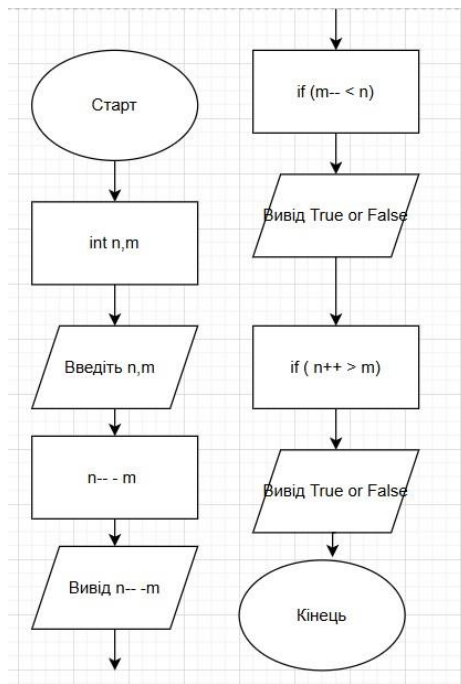 Старт
int n,m
Введіть n,m
n-- - m
Вивід n-- -m
if (m-- < n)
Вивід True or False
if ( n++ > m)
Вивід True or False
Кінець